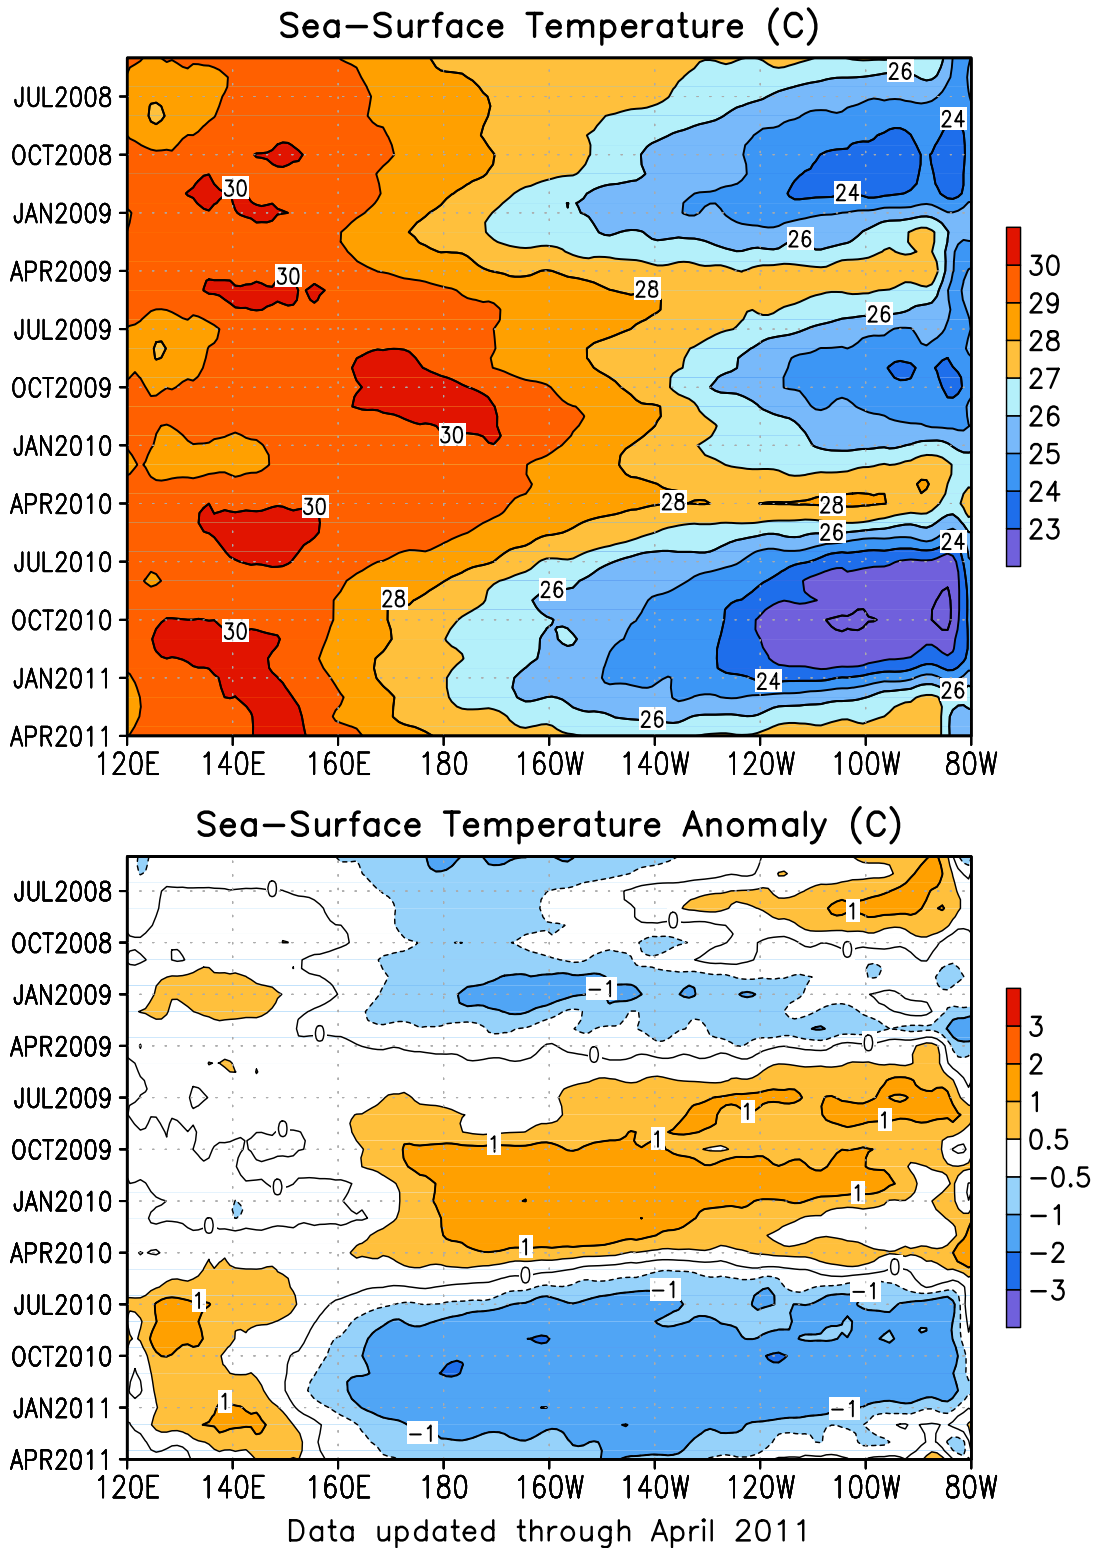 Sea-Surface Temperature (C)
JUL2008
OCT2008
JAN2009
APR2009
JUL2009
OCT2009
JAN2010
APR2010
JUL2010
OCT2010
JAN2011
APR2011
26
24
30
24
26
30
28
26
30
30
28
28
26
24
26
28
30
24
26
26
120E 140E 160E 180 160W 140W 120W 100W 80W
30
29
28
27
26
25
24
23
Sea-Surface Temperature Anomaly (C)
JUL2008
OCT2008
JAN2009
APR2009
JUL2009
OCT2009
JAN2010
APR2010
JUL2010
OCT2010
JAN2011
APR2011
0
1
0
0
-1
0
0
0
1
1
0
1
1
0
1
0
1
0
0
-1
-1
1
1
-1
-1
120E 140E 160E 180 160W 140W 120W 100W 80W
3
2
1
0.5
-0.5
-1
-2
-3
Data updated through April 2011